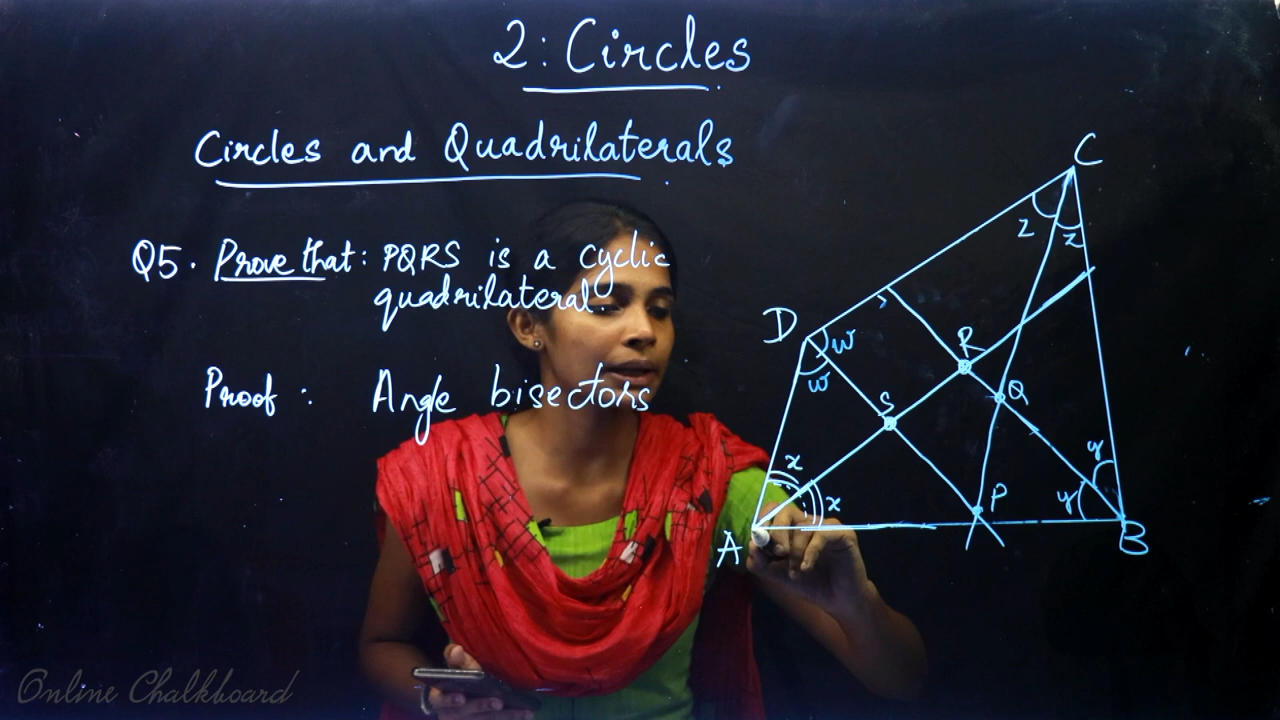 2: Circles
Circles and Quadrilaterals
Q5. Prove that: PQRS is a cyclic
quadrilateral.
Proof : Angle bisectors
C
z z
D
w
w
R
S
Q
x
x
y
y
P
A
B
Online Chalkboard